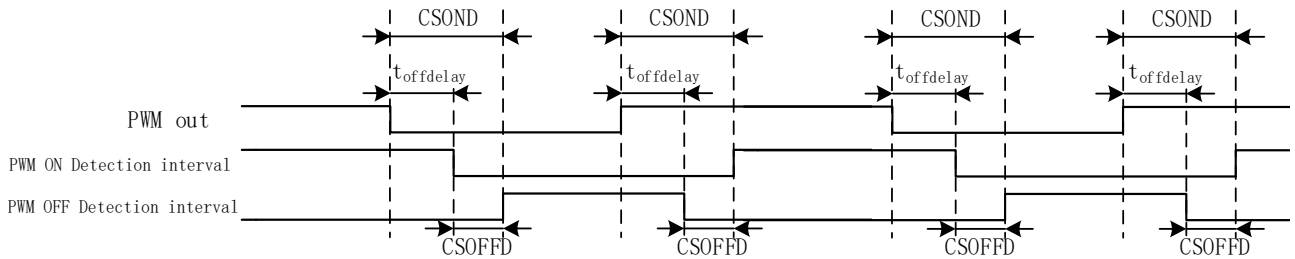 CSOND CSOND CSOND CSOND
toffdelay toffdelay toffdelay toffdelay
PWM out
PWM ON Detection interval
PWM OFF Detection interval
CSOFFD CSOFFD CSOFFD CSOFFD